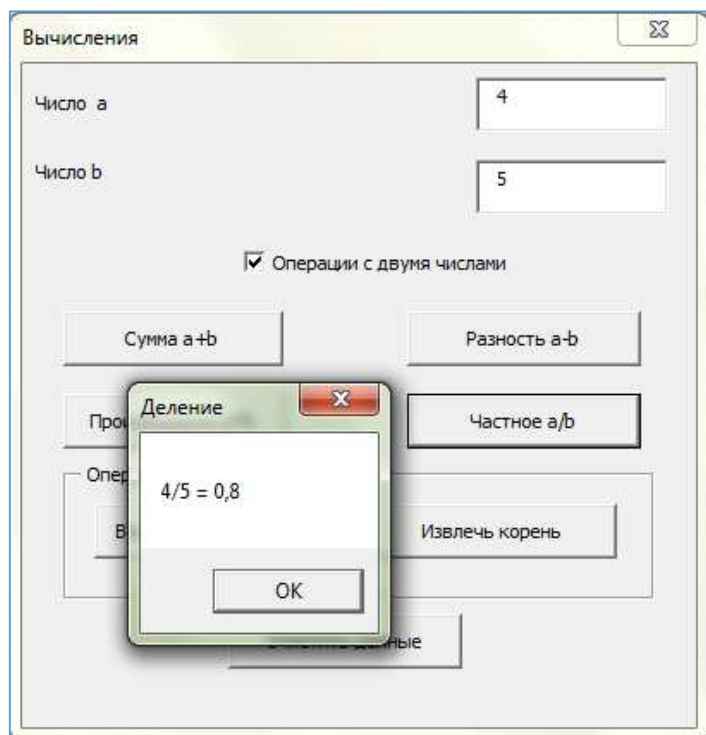 Вычисления
Число a
4
Число b
5
Операции с двумя числами
Сумма a+b
Разность a-b
Деление
Частное a/b
4/5 = 0,8
Извлечь корень
OK